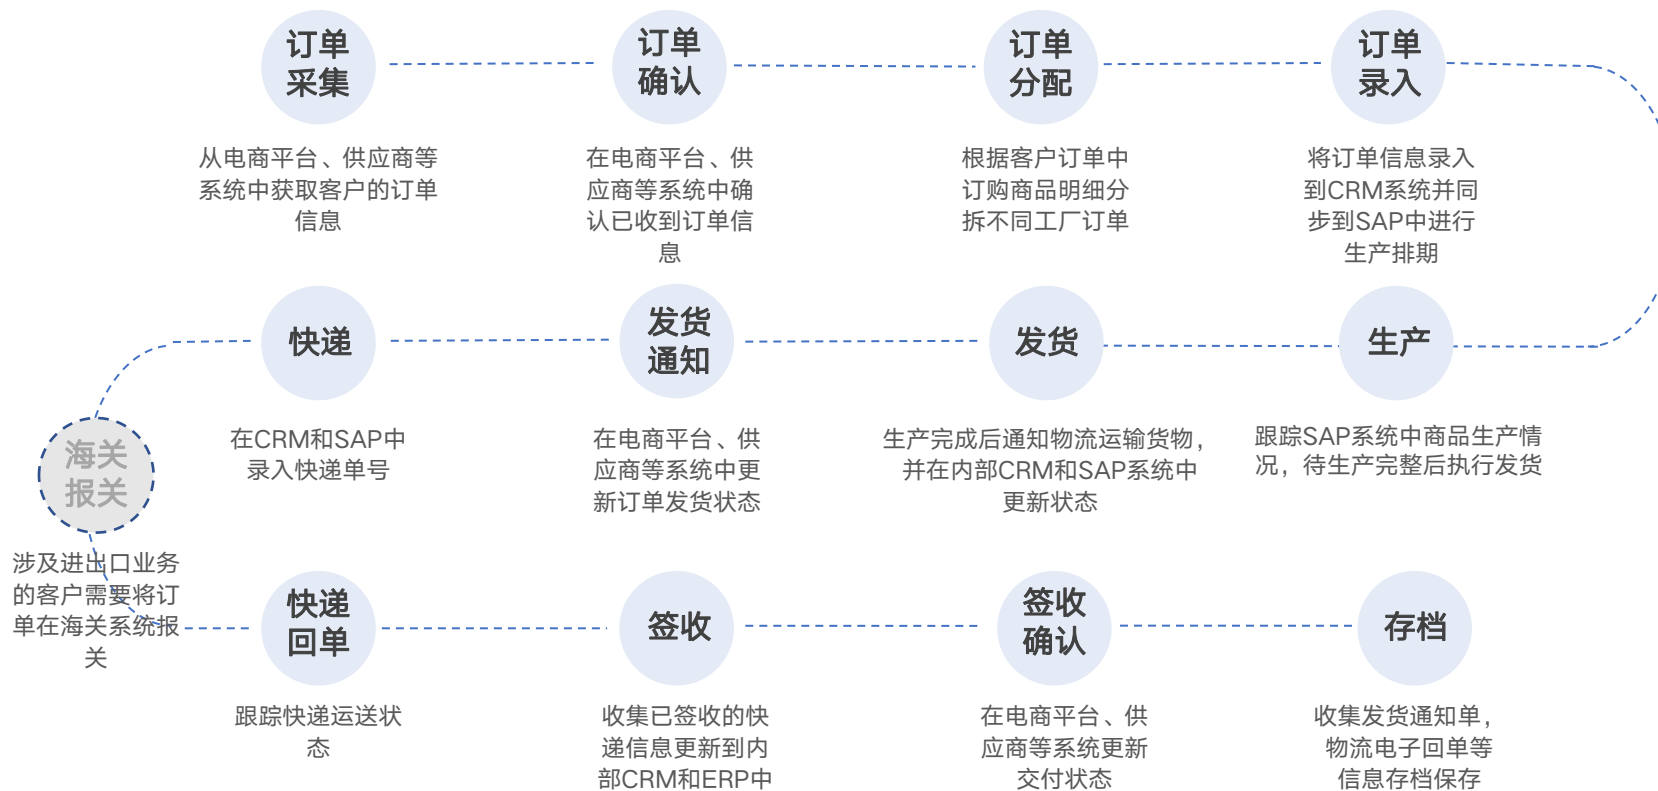 订单
采集
订单
确认
订单
分配
订单
录入
从电商平台、供应商等
系统中获取客户的订单
信息
在电商平台、供
应商等系统中确
认已收到订单信
息
根据客户订单中
订购商品明细分
拆不同工厂订单
将订单信息录入
到CRM系统并同
步到SAP中进行
生产排期
快递
发货
通知
发货
生产
在CRM和SAP中
录入快递单号
在电商平台、供
应商等系统中更
新订单发货状态
生产完成后通知物流运输货物，
并在内部CRM和SAP系统中
更新状态
跟踪SAP系统中商品生产情
况，待生产完整后执行发货
海关
报关
涉及进出口业务
的客户需要将订
单在海关系统报
关
快递
回单
签收
签收
确认
存档
跟踪快递运送状
态
收集已签收的快
递信息更新到内
部CRM和ERP中
在电商平台、供
应商等系统更新
交付状态
收集发货通知单，
物流电子回单等
信息存档保存